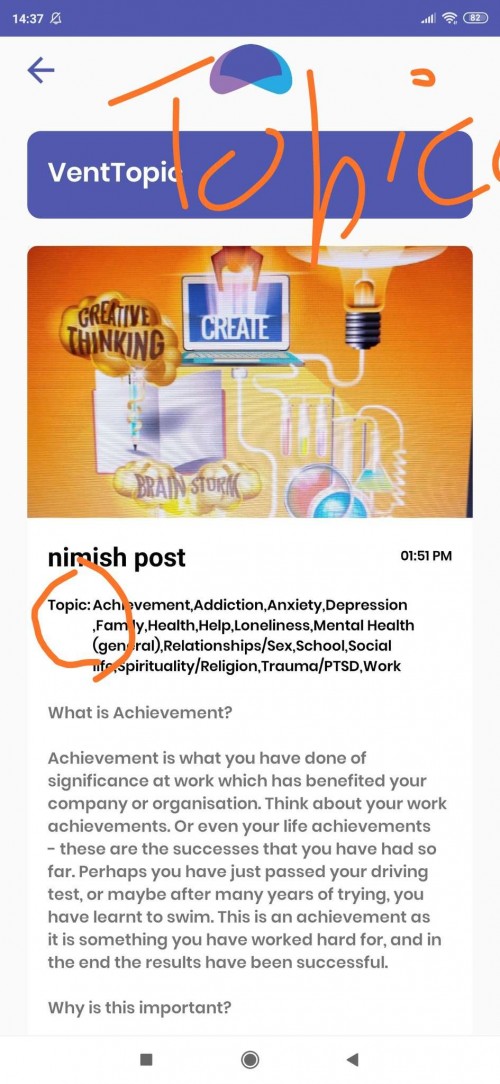 14:37
82
Topic
VentTopic
CREATIVE
THINKING
CREATE
BRAIN STORM
nimish post
01:51 PM
Topic: Achievement,Addiction,Anxiety,Depression
,Family,Health,Help,Loneliness,Mental Health
(general),Relationships/Sex,School,Social
life,Spirituality/Religion,Trauma/PTSD,Work
What is Achievement?
Achievement is what you have done of
significance at work which has benefited your
company or organisation. Think about your work
achievements. Or even your life achievements
- these are the successes that you have had so
far. Perhaps you have just passed your driving
test, or maybe after many years of trying, you
have learnt to swim. This is an achievement as
it is something you have worked hard for, and in
the end the results have been successful.
Why is this important?